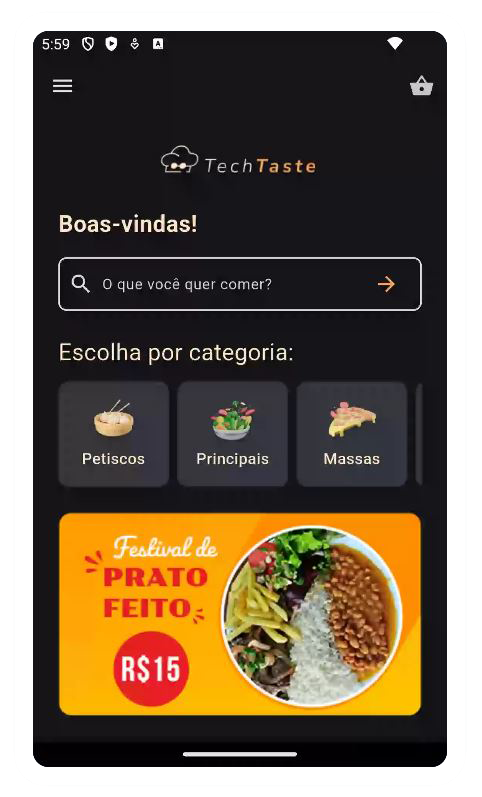 5:59
TechTaste
Boas-vindas!
O que você quer comer?
Escolha por categoria:
Petiscos
Principais
Massas
Festival de
PRATO
FEITO
R$15